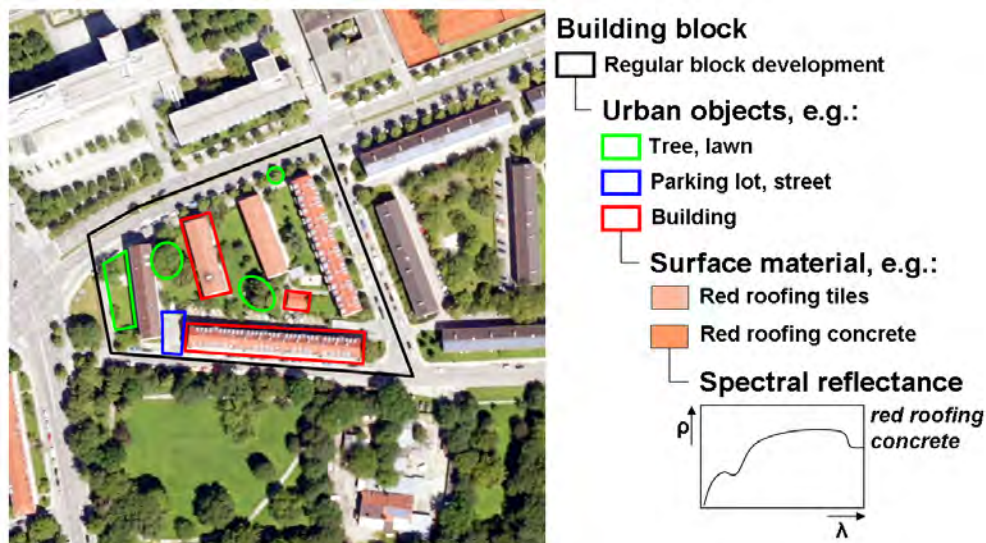 Building block
Regular block development
Urban objects, e.g.:
Tree, lawn
Parking lot, street
Building
Surface material, e.g.:
Red roofing tiles
Red roofing concrete
Spectral reflectance
ρ
red roofing
concrete
λ